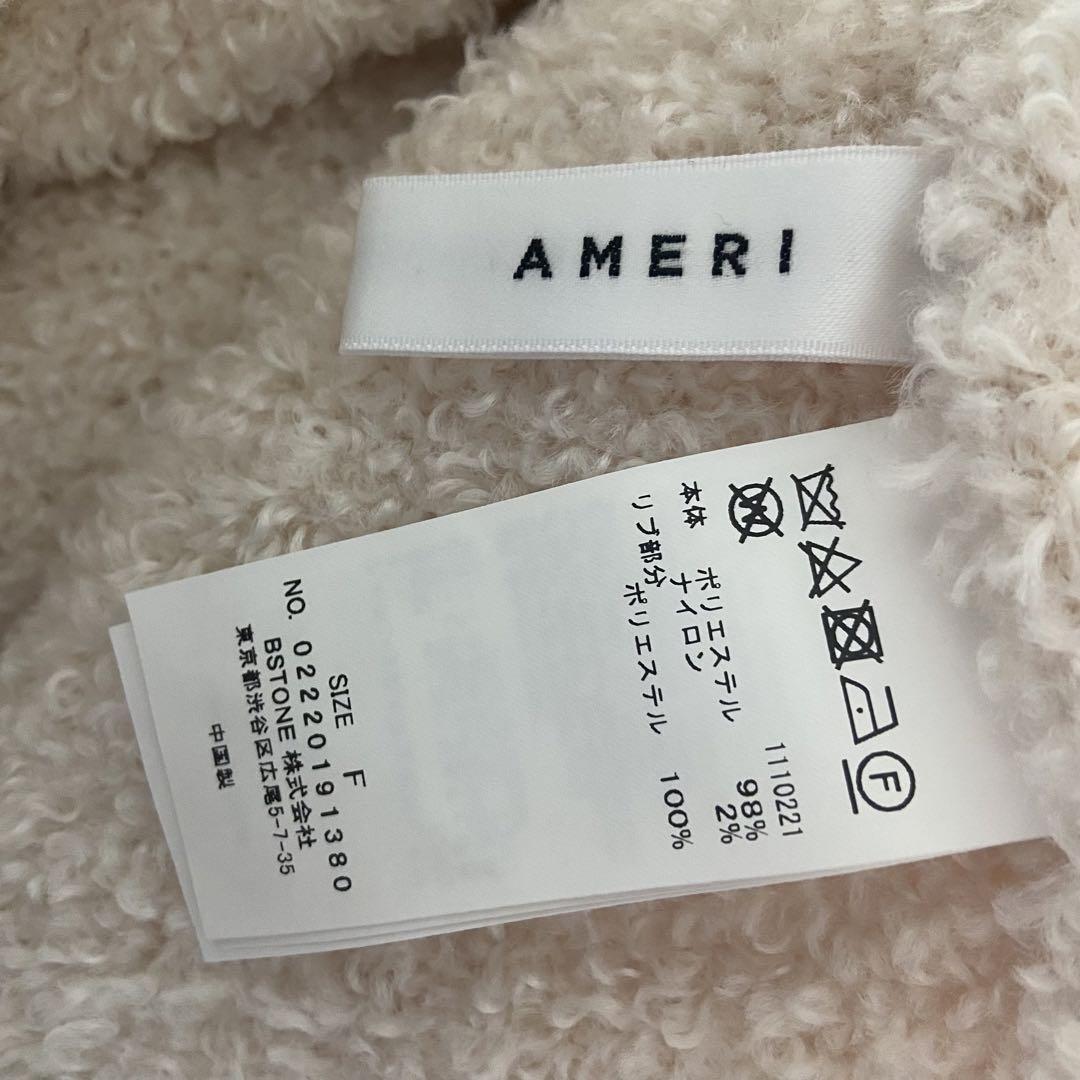 AMERI
1110221
本体 ポリエステル 98%
ナイロン 2%
リブ部分 ポリエステル 100%
SIZE F
NO. 02220191380
BSTONE 株式会社
東京都渋谷区広尾5-7-35
中国製